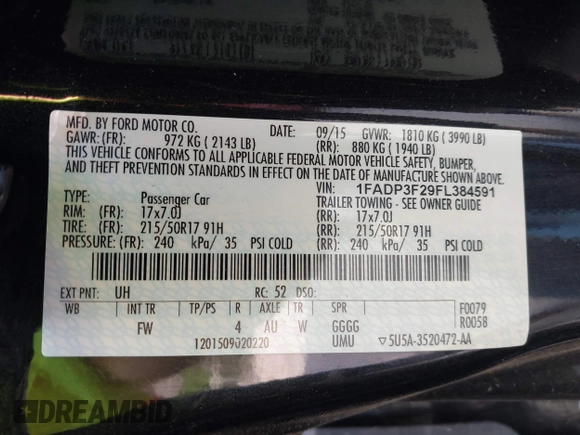 MFD. BY FORD MOTOR CO.
DATE: 09/15 GVWR: 1810 KG ( 3990 LB)
GAWR: (FR): 972 KG ( 2143 LB) (RR): 880 KG ( 1940 LB)
THIS VEHICLE CONFORMS TO ALL APPLICABLE FEDERAL MOTOR VEHICLE SAFETY, BUMPER,
AND THEFT PREVENTION STANDARDS IN EFFECT ON THE DATE OF MANUFACTURE SHOWN ABOVE.
VIN: 1FADP3F29FL384591
TYPE: Passenger Car TRAILER TOWING - SEE OWNER GUIDE
RIM: (FR): 17x7.0J (RR): 17x7.0J
TIRE: (FR): 215/50R17 91H (RR): 215/50R17 91H
PRESSURE: (FR): 240 kPa/ 35 PSI COLD (RR): 240 kPa/ 35 PSI COLD
EXT PNT: UH RC: 52 DSO:
WB INT TR TP/PS R AXLE TR SPR F0079
FW 4 AU W GGGG R0058
1201509020220 UMU ▽5U5A-3520472-AA
DREAMBID